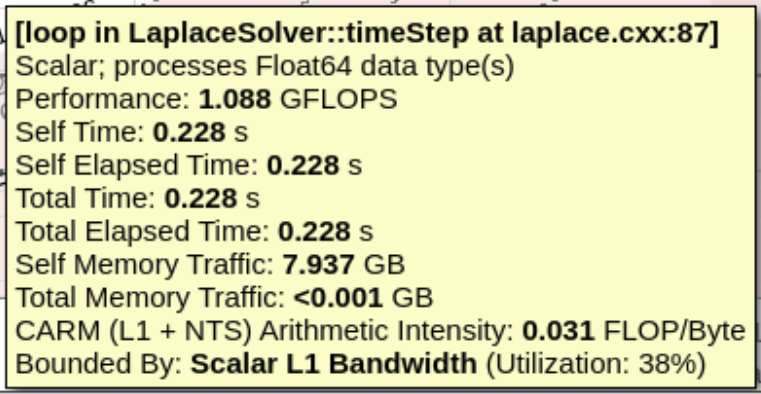 [loop in LaplaceSolver::timeStep at laplace.cxx:87]
Scalar; processes Float64 data type(s)
Performance: 1.088 GFLOPS
Self Time: 0.228 s
Self Elapsed Time: 0.228 s
Total Time: 0.228 s
Total Elapsed Time: 0.228 s
Self Memory Traffic: 7.937 GB
Total Memory Traffic: <0.001 GB
CARM (L1 + NTS) Arithmetic Intensity: 0.031 FLOP/Byte
Bounded By: Scalar L1 Bandwidth (Utilization: 38%)